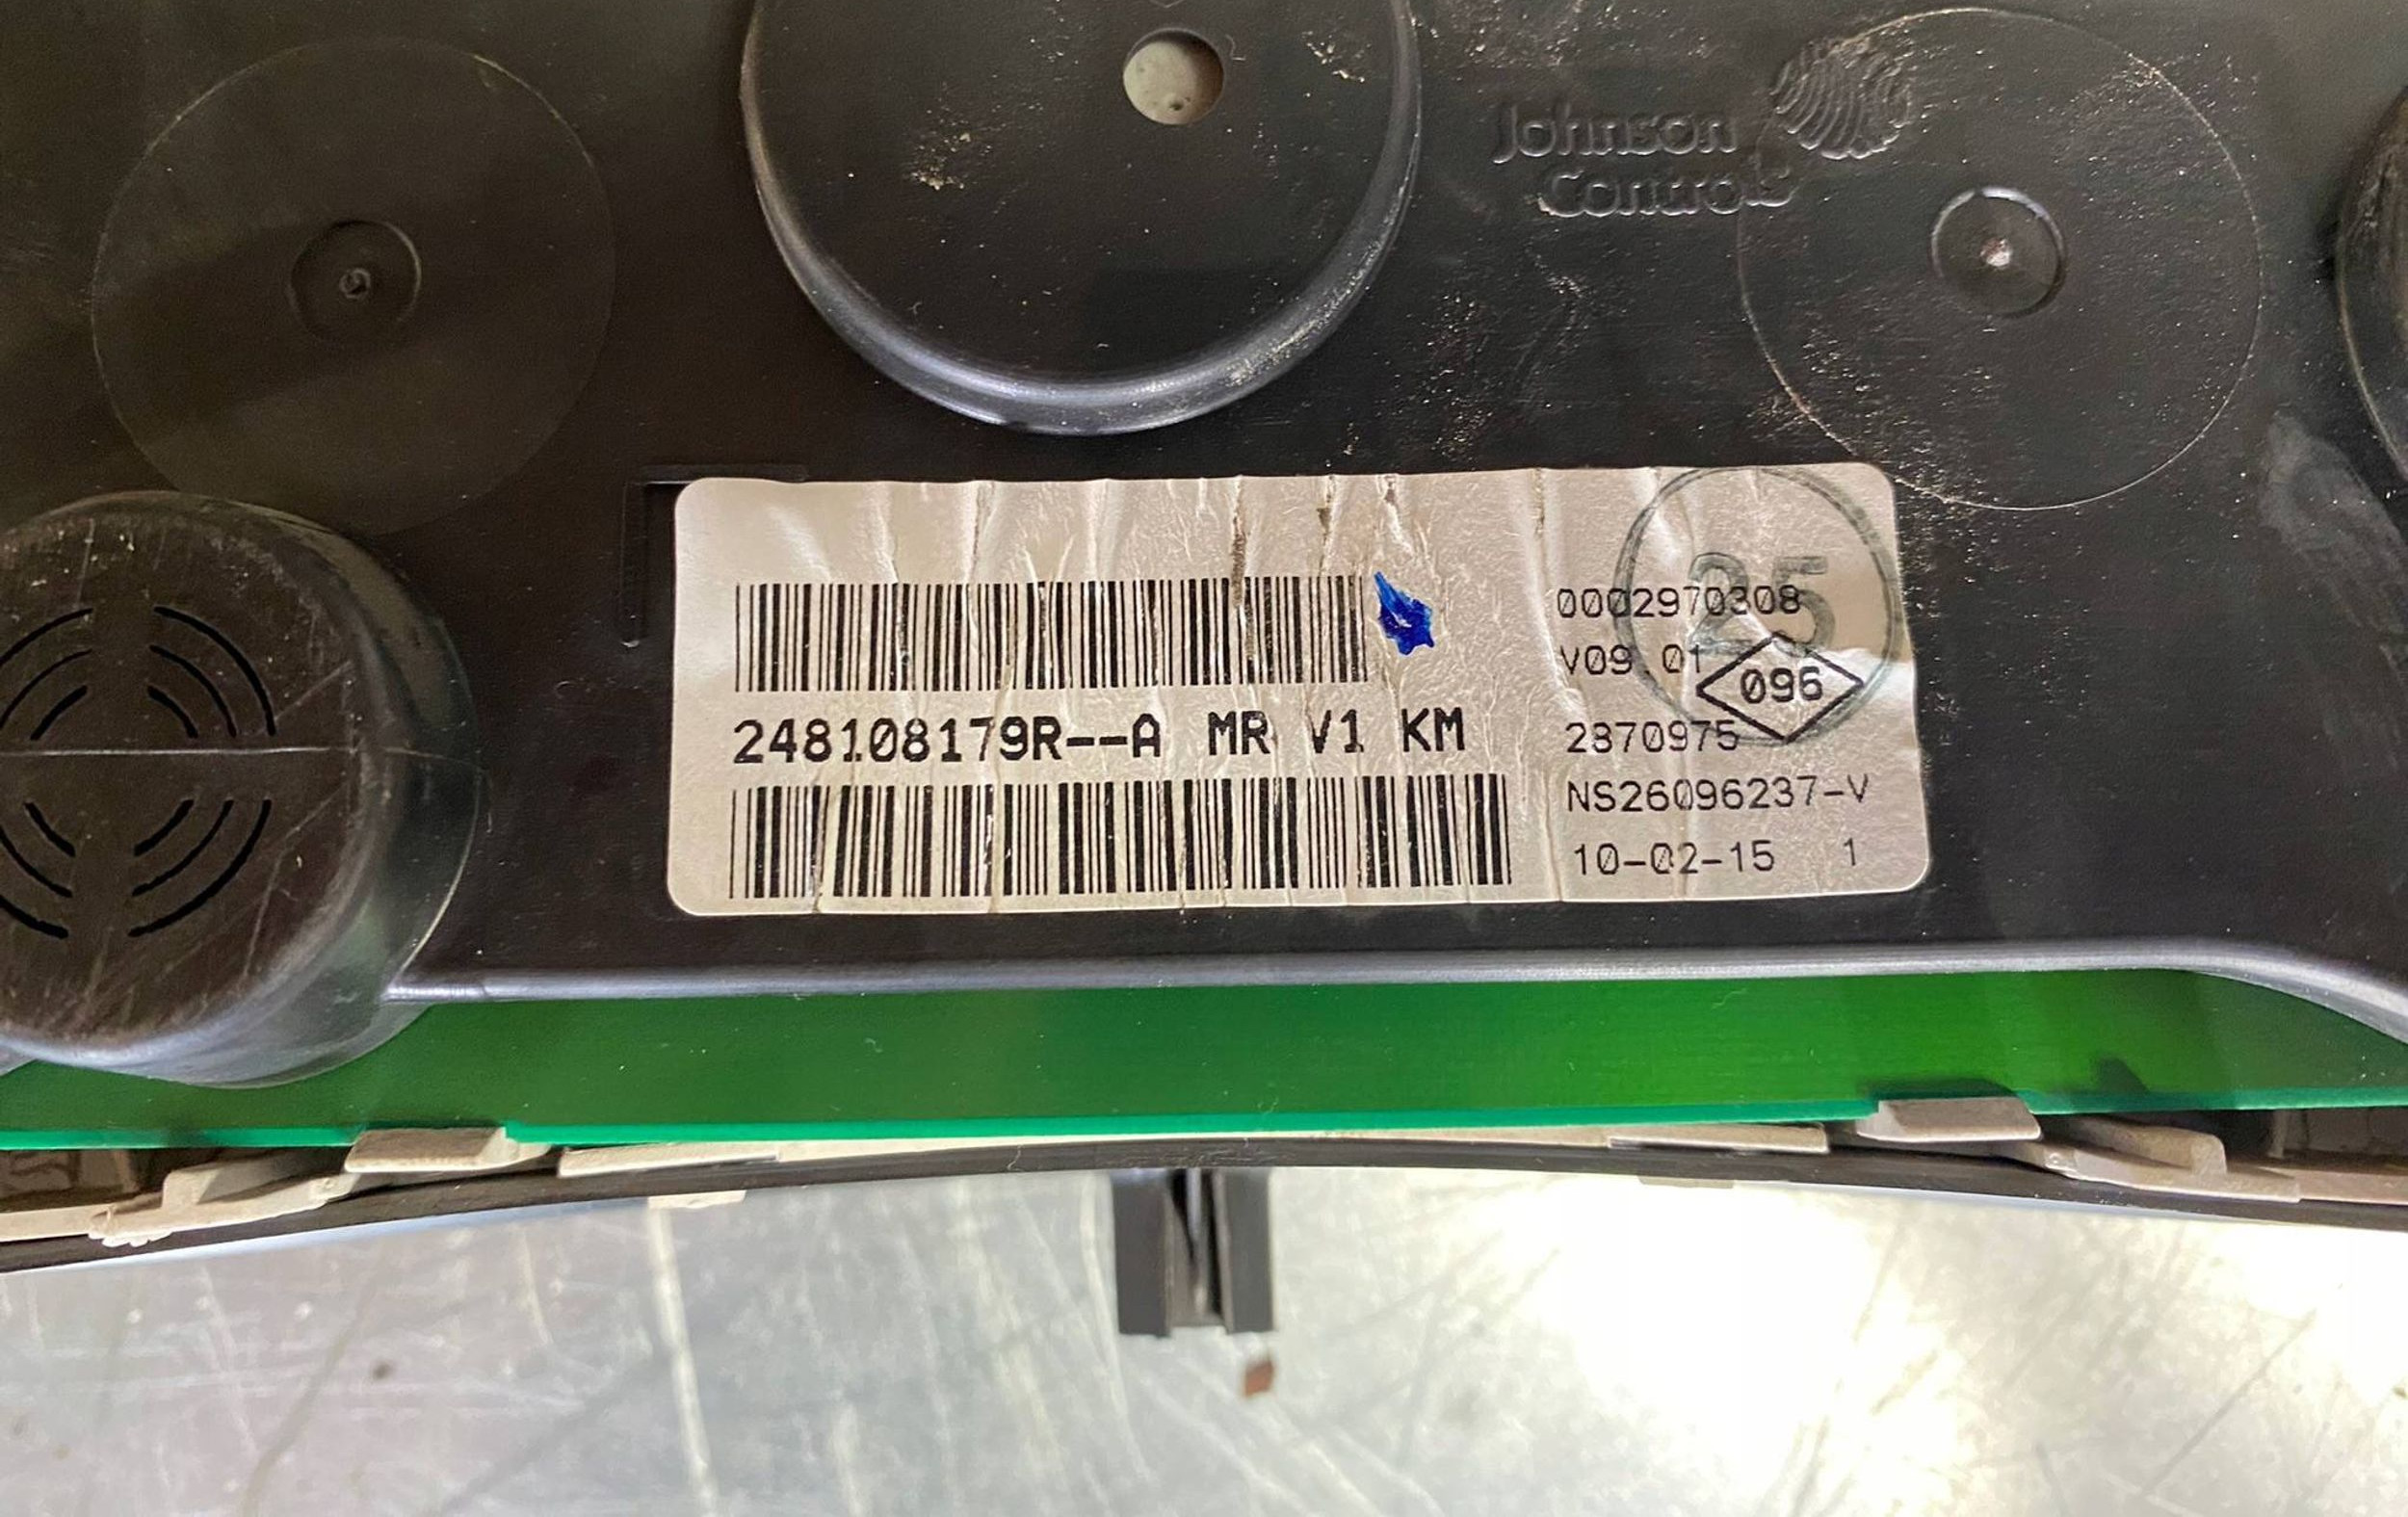 Johnson
Controls
25
0002970308
V09.01
096
248108179R--A MR V1 KM
2870975
NS26096237-V
10-02-15 1